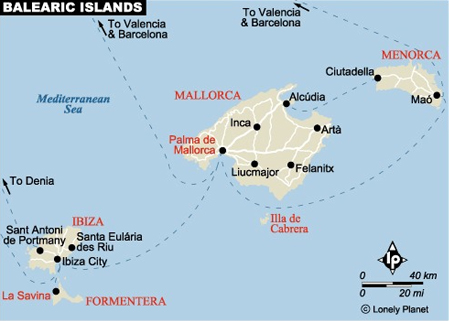 BALEARIC ISLANDS
To Valencia
& Barcelona
To Valencia
& Barcelona
MENORCA
Ciutadella
Maó
Mediterranean
Sea
MALLORCA
Alcúdia
Inca
Artà
Palma de
Mallorca
Llucmajor
Felanitx
To Denia
Illa de
Cabrera
IBIZA
Sant Antoni
de Portmany
Santa Eulária
des Riu
Ibiza City
La Savina
FORMENTERA
lp
0 40 km
0 20 mi
© Lonely Planet